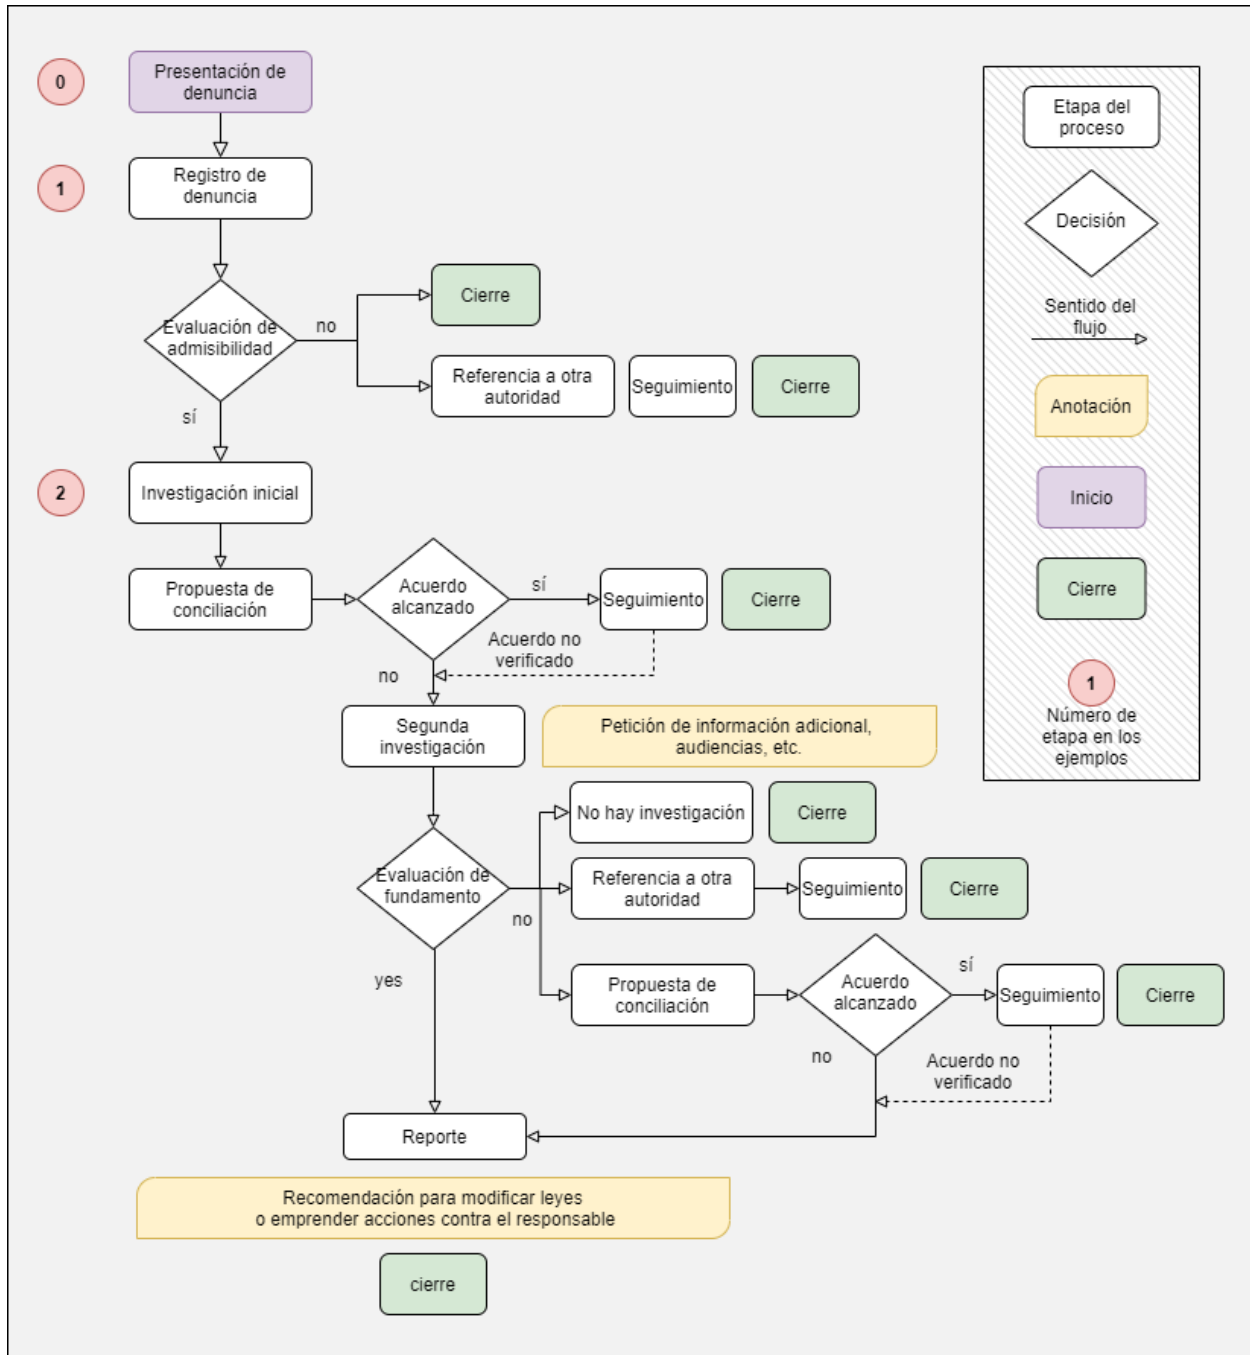 0
Presentación de
denuncia
1
Registro de
denuncia
Evaluación de
admisibilidad
no
Cierre
Referencia a otra
autoridad
Seguimiento
Cierre
sí
2
Investigación inicial
Propuesta de
conciliación
Acuerdo
alcanzado
sí
Seguimiento
Cierre
Acuerdo no
verificado
no
Segunda
investigación
Petición de información adicional,
audiencias, etc.
Evaluación de
fundamento
no
No hay investigación
Cierre
Referencia a otra
autoridad
Seguimiento
Cierre
Propuesta de
conciliación
Acuerdo
alcanzado
sí
Seguimiento
Cierre
no
Acuerdo no
verificado
yes
Reporte
Recomendación para modificar leyes
o emprender acciones contra el responsable
cierre
Etapa del
proceso
Decisión
Sentido del
flujo
Anotación
Inicio
Cierre
1
Número de
etapa en los
ejemplos